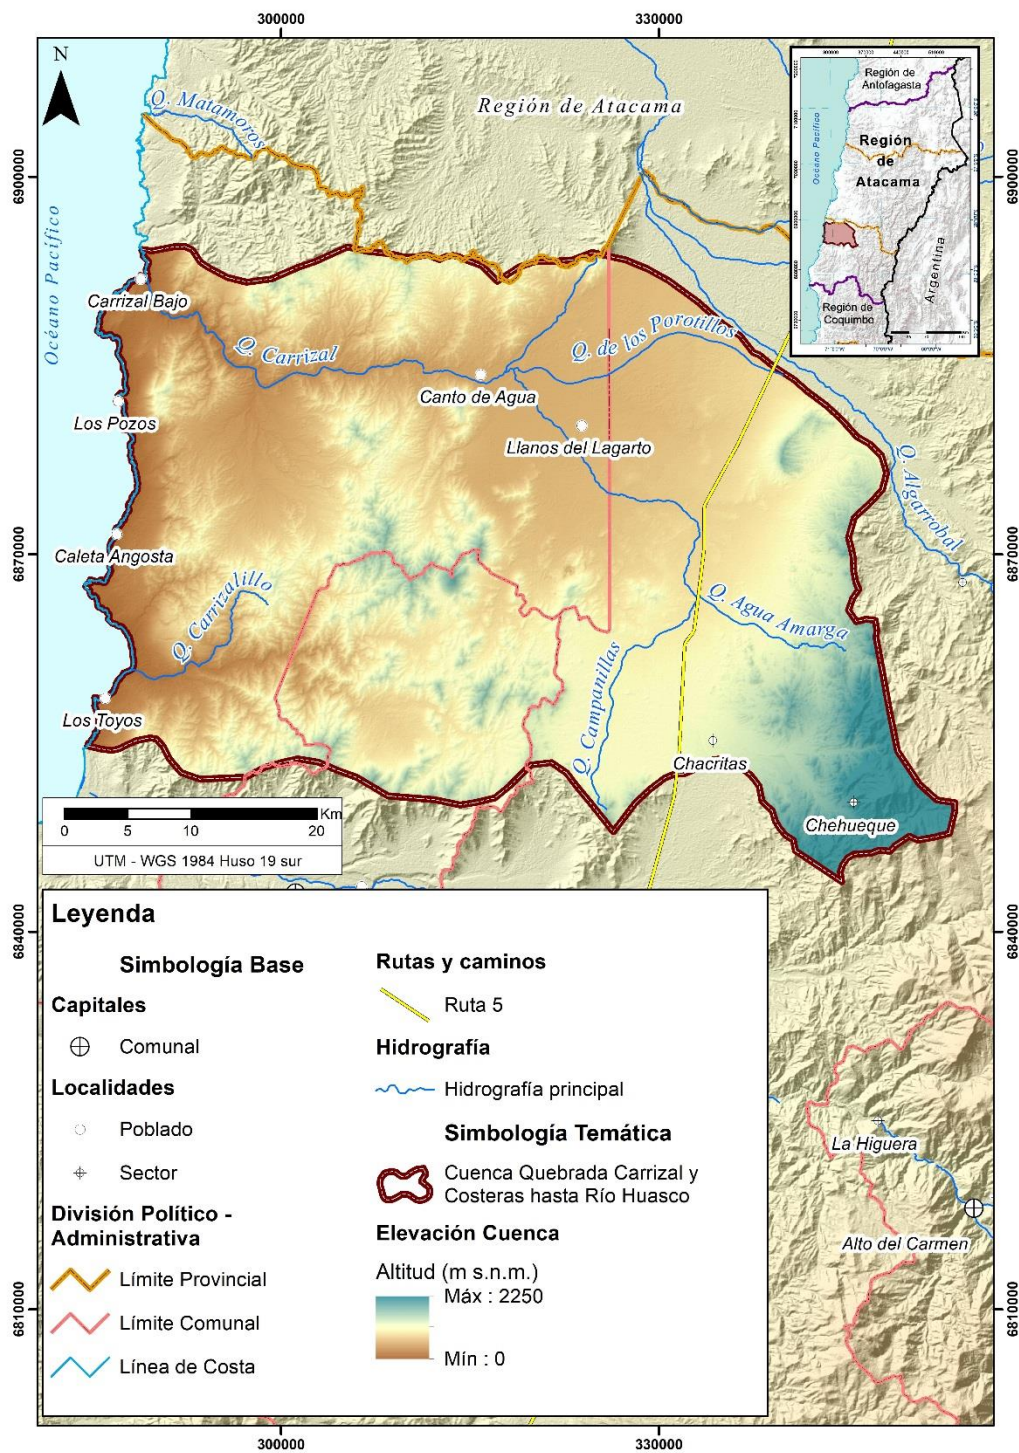 300000
330000
N
Q. Matamoros
Región de Atacama
6900000
6900000
Océano Pacífico
Región de
Antofagasta
Océano Pacífico
Región
de
Atacama
Argentina
Región de
Coquimbo
Carrizal Bajo
Q. Carrizal
Q. de los Porotillos
Canto de Agua
Los Pozos
Llanos del Lagarto
Q. Algarrobal
6870000
6870000
Caleta Angosta
Q. Carrizalillo
Q. Agua Amarga
Q. Campanillas
Los Toyos
Chacritas
Chehueque
Km
0 5 10 20
UTM - WGS 1984 Huso 19 sur
6840000
6840000
Leyenda
Simbología Base
Capitales
Comunal
Localidades
Poblado
Sector
División Político -
Administrativa
Límite Provincial
Límite Comunal
Línea de Costa
Rutas y caminos
Ruta 5
Hidrografía
Hidrografía principal
Simbología Temática
Cuenca Quebrada Carrizal y
Costeras hasta Río Huasco
Elevación Cuenca
Altitud (m s.n.m.)
Máx : 2250
Mín : 0
La Higuera
Alto del Carmen
6810000
6810000
300000
330000